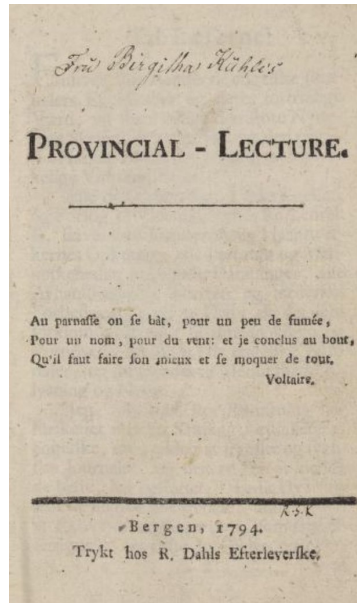 Frŭ Birgitha Kühles
PROVINCIAL - LECTURE.
Au parnaſſe on ſe bât, pour un peu de fumée,
Pour un nom, pour du vent: et je conclus au bout,
Qu'il faut faire ſon mieux et ſe moquer de tout.
Voltaire.
R.S.K
Bergen, 1794.
Trykt hos R. Dahls Efterleverſke.